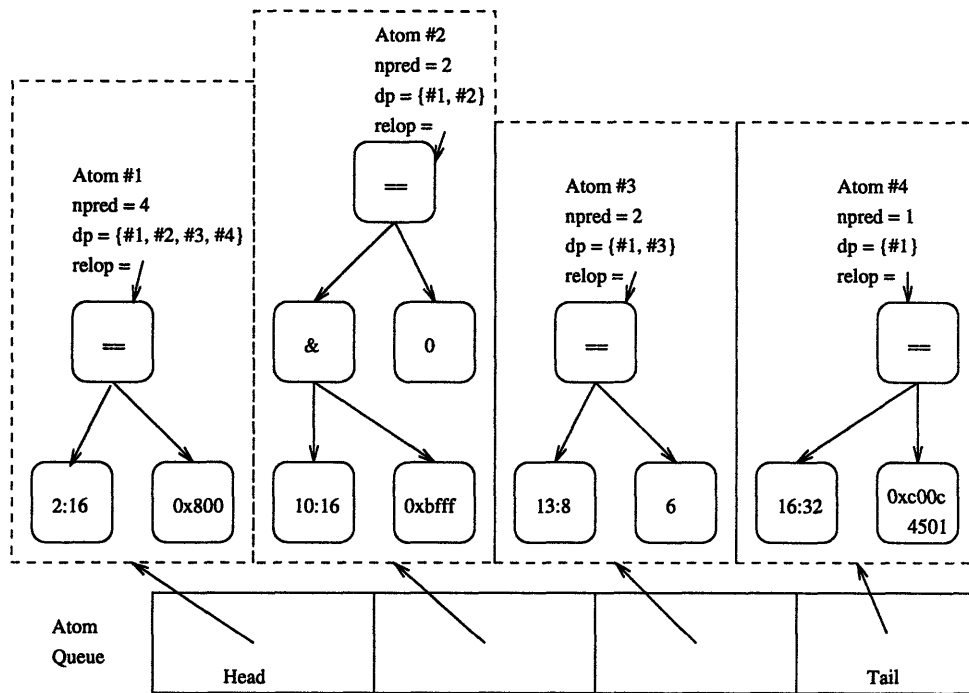 Atom #1
npred = 4
dp = {#1, #2, #3, #4}
relop =
==
2:16
0x800
Atom #2
npred = 2
dp = {#1, #2}
relop =
==
&
0
10:16
0xbfff
Atom #3
npred = 2
dp = {#1, #3}
relop =
==
13:8
6
Atom #4
npred = 1
dp = {#1}
relop =
==
16:32
0xc00c
4501
Atom
Queue
Head
Tail